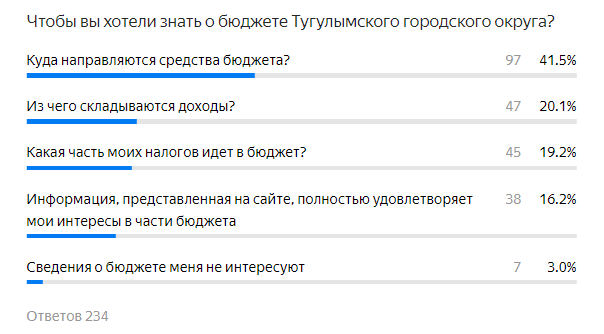 Чтобы вы хотели знать о бюджете Тугулымского городского округа?
Куда направляются средства бюджета? 97 41.5%
Из чего складываются доходы? 47 20.1%
Какая часть моих налогов идет в бюджет? 45 19.2%
Информация, представленная на сайте, полностью удовлетворяет 38 16.2%
мои интересы в части бюджета
Сведения о бюджете меня не интересуют 7 3.0%
Ответов 234